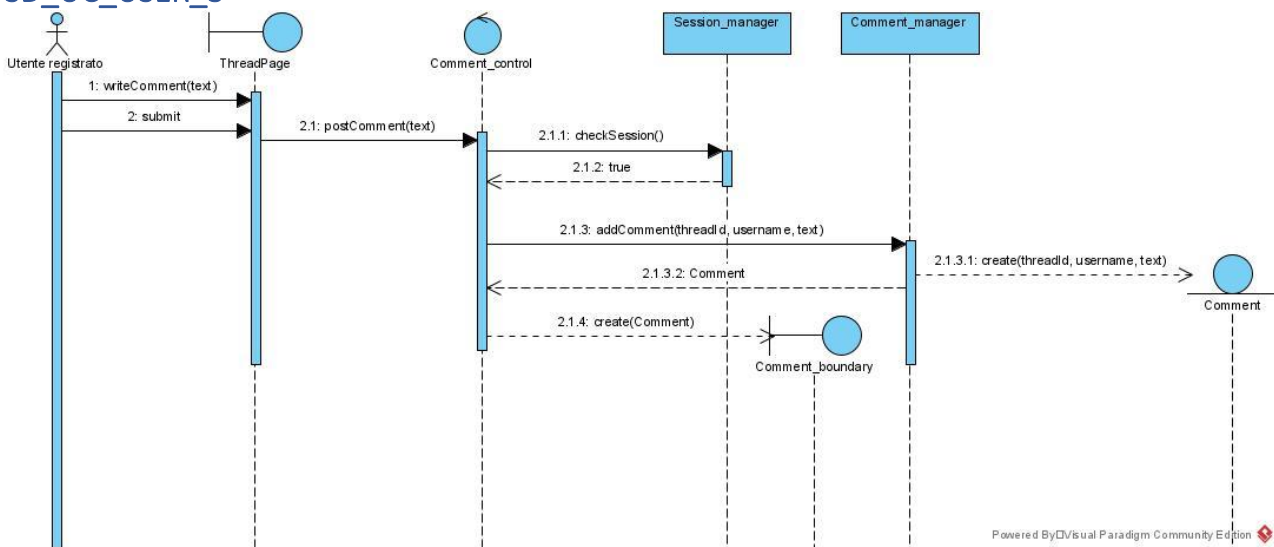 Session_manager
Comment_manager
Utente registrato
ThreadPage
Comment_control
1: writeComment(text)
2: submit
2.1: postComment(text)
2.1.1: checkSession()
2.1.2: true
2.1.3: addComment(threadId, username, text)
2.1.3.1: create(threadId, username, text)
2.1.3.2: Comment
Comment
2.1.4: create(Comment)
Comment_boundary
Powered By Visual Paradigm Community Edition